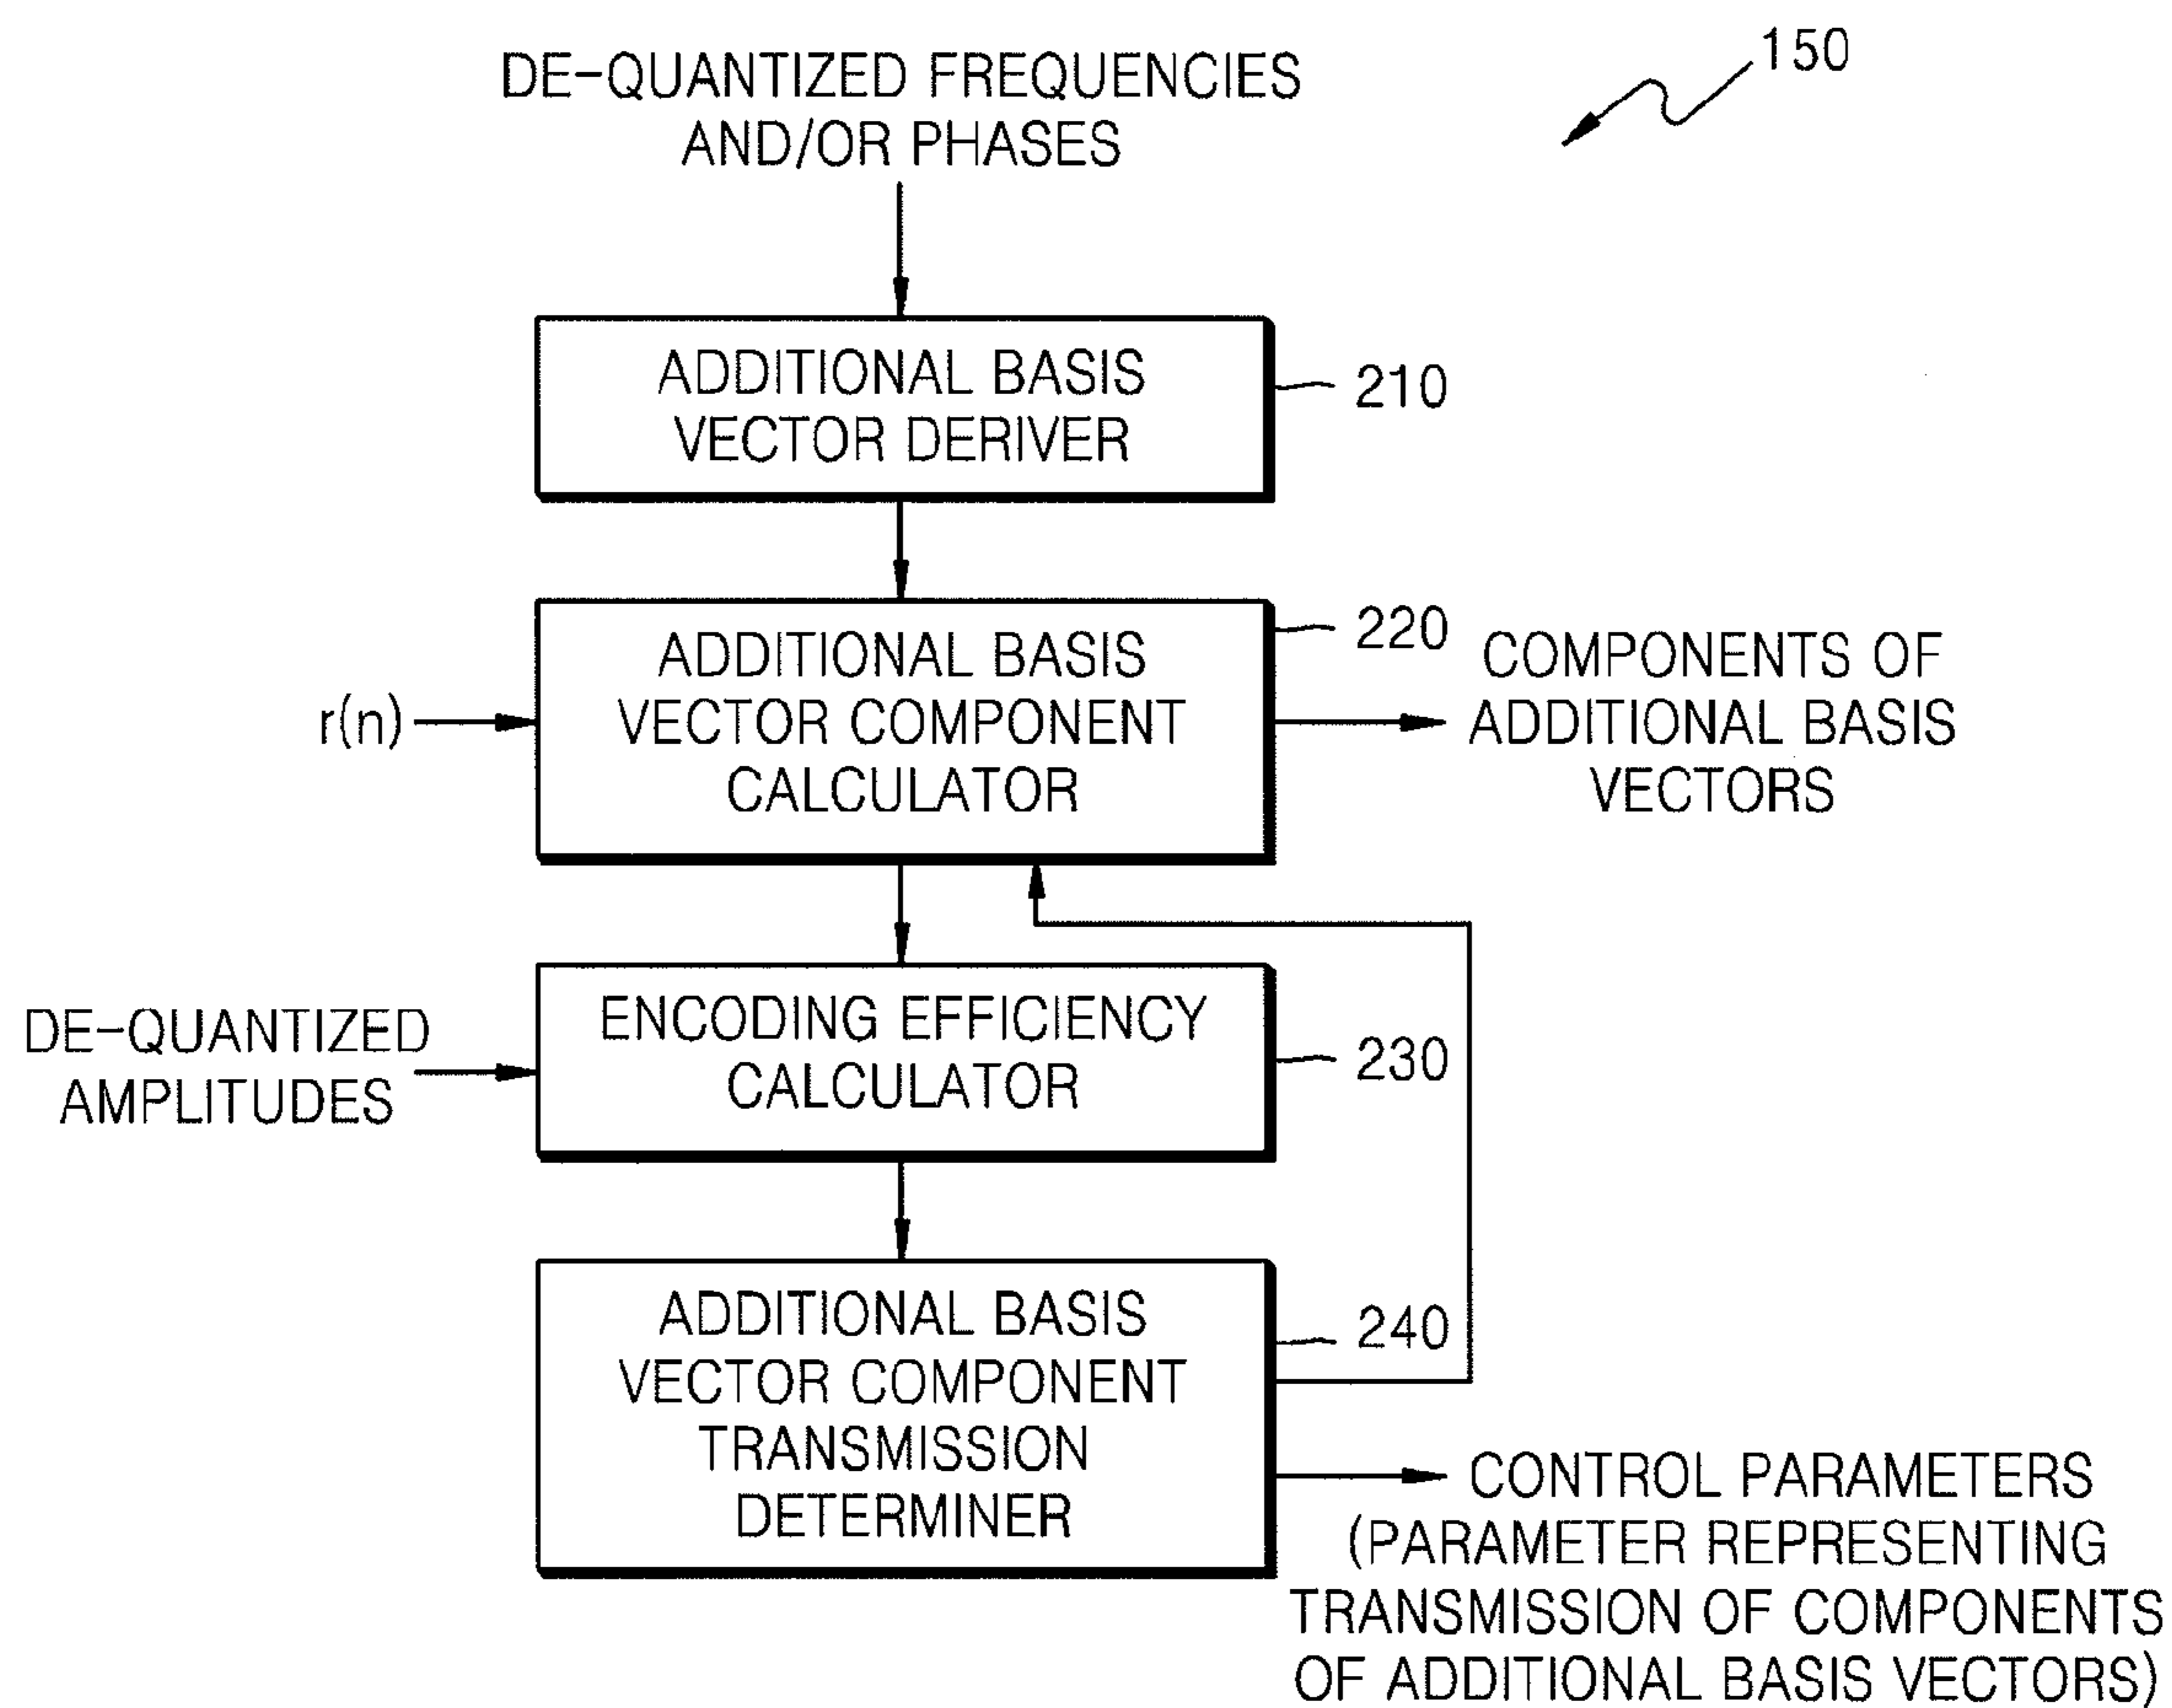 150
DE-QUANTIZED FREQUENCIES
AND/OR PHASES
ADDITIONAL BASIS
VECTOR DERIVER
210
ADDITIONAL BASIS
VECTOR COMPONENT
CALCULATOR
220
r(n)
COMPONENTS OF
ADDITIONAL BASIS
VECTORS
ENCODING EFFICIENCY
CALCULATOR
230
DE-QUANTIZED
AMPLITUDES
ADDITIONAL BASIS
VECTOR COMPONENT
TRANSMISSION
DETERMINER
240
CONTROL PARAMETERS
(PARAMETER REPRESENTING
TRANSMISSION OF COMPONENTS
OF ADDITIONAL BASIS VECTORS)